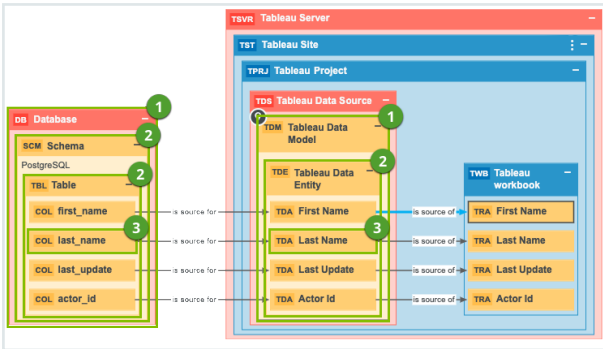 TSVR Tableau Server
TST Tableau Site
TPRJ Tableau Project
TDS Tableau Data Source
1
DB Database
1
TDM Tableau Data
Model
2
SCM Schema
PostgreSQL
2
TBL Table
2
TDE Tableau Data
Entity
TWB Tableau
workbook
COL first_name
is source for
TDA First Name
is source of
TRA First Name
3
3
COL last_name
is source for
TDA Last Name
is source of
TRA Last Name
COL last_update
is source for
TDA Last Update
is source of
TRA Last Update
COL actor_id
is source for
TDA Actor Id
is source of
TRA Actor Id